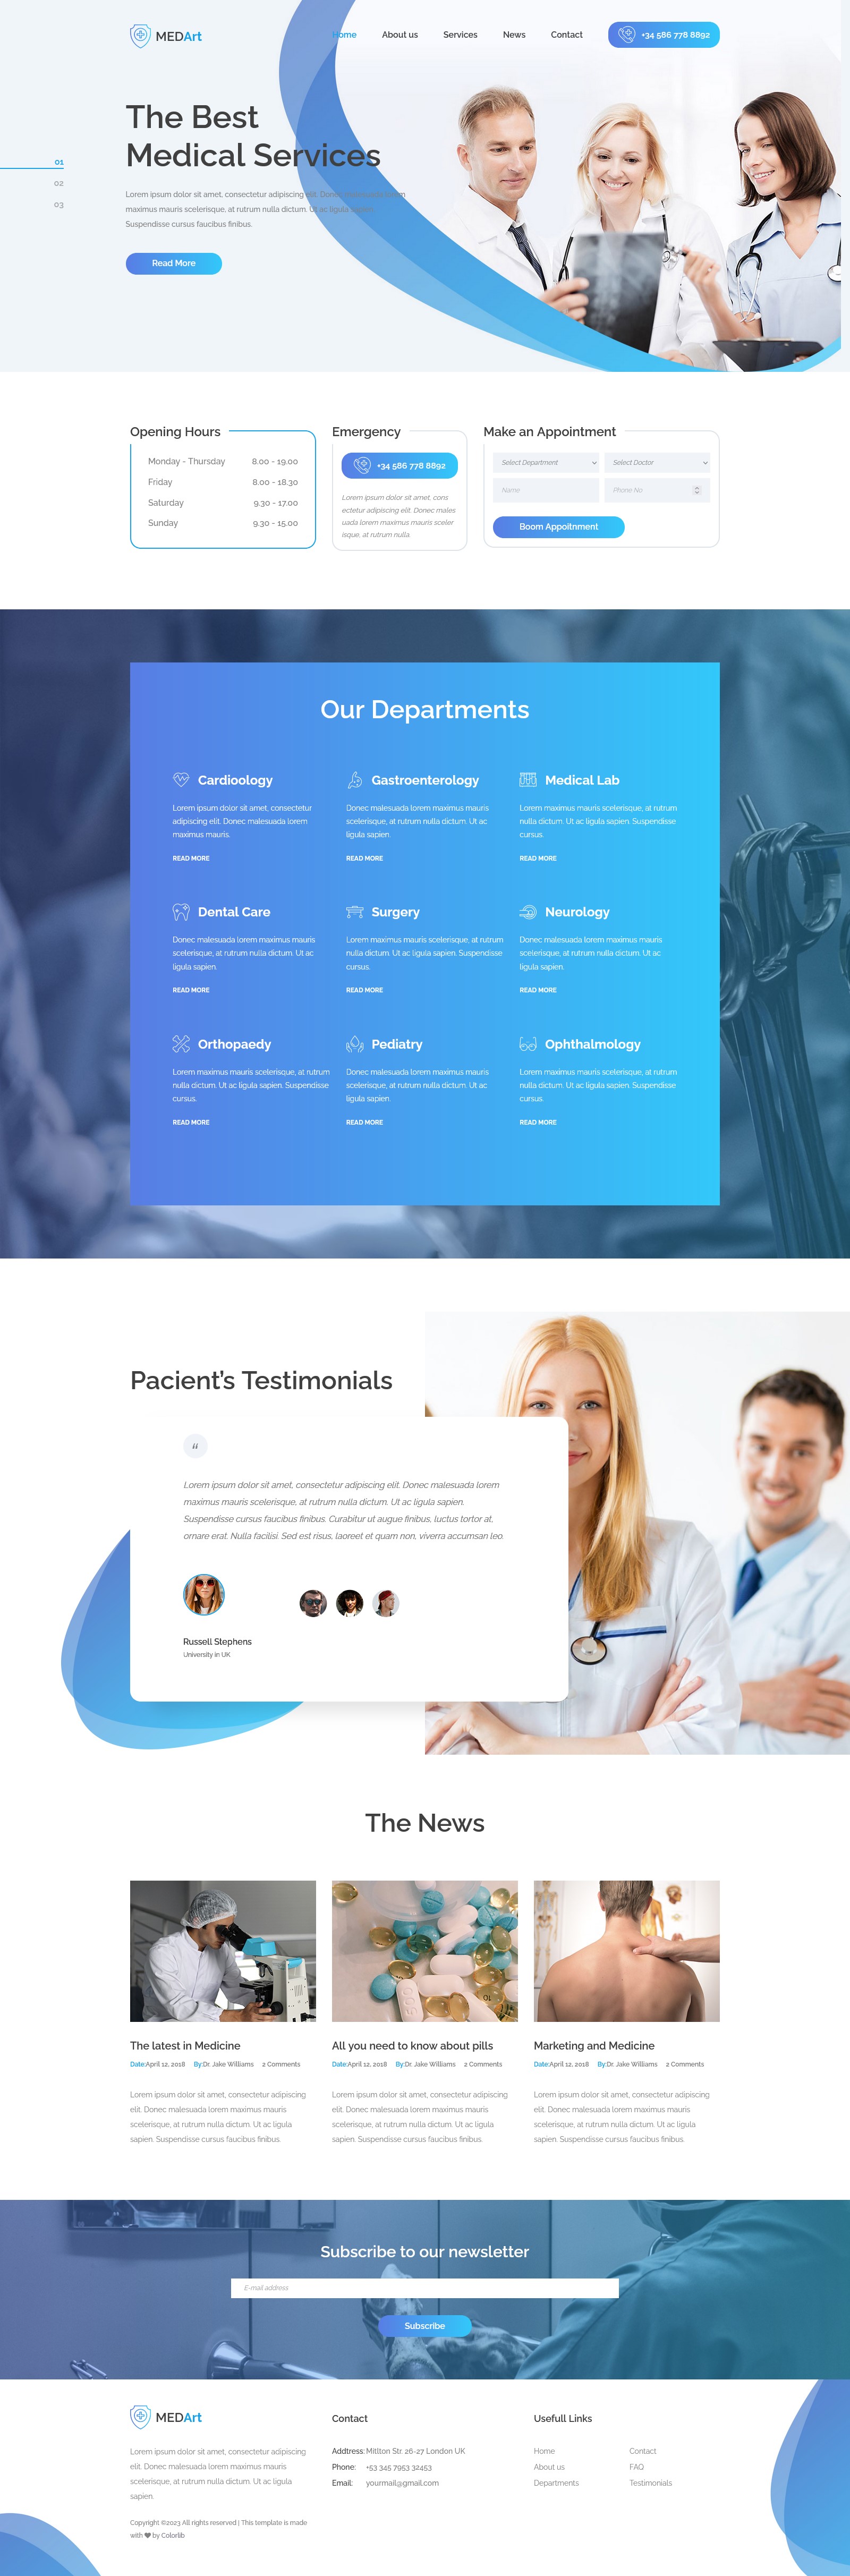 MEDArt
Home
About us
Services
News
Contact
+34 586 778 8892
The Best
Medical Services
01
02
03
Lorem ipsum dolor sit amet, consectetur adipiscing elit. Donec malesuada lorem
maximus mauris scelerisque, at rutrum nulla dictum. Ut ac ligula sapien.
Suspendisse cursus faucibus finibus.
Read More
Opening Hours
Monday - Thursday 8.00 - 19.00
Friday 8.00 - 18.30
Saturday 9.30 - 17.00
Sunday 9.30 - 15.00
Emergency
+34 586 778 8892
Lorem ipsum dolor sit amet, cons
ectetur adipiscing elit. Donec males
uada lorem maximus mauris sceler
isque, at rutrum nulla.
Make an Appointment
Select Department
Select Doctor
Name
Phone No
Boom Appoitnment
Our Departments
Cardioology
Lorem ipsum dolor sit amet, consectetur
adipiscing elit. Donec malesuada lorem
maximus mauris.
READ MORE
Gastroenterology
Donec malesuada lorem maximus mauris
scelerisque, at rutrum nulla dictum. Ut ac
ligula sapien.
READ MORE
Medical Lab
Lorem maximus mauris scelerisque, at rutrum
nulla dictum. Ut ac ligula sapien. Suspendisse
cursus.
READ MORE
Dental Care
Donec malesuada lorem maximus mauris
scelerisque, at rutrum nulla dictum. Ut ac
ligula sapien.
READ MORE
Surgery
Lorem maximus mauris scelerisque, at rutrum
nulla dictum. Ut ac ligula sapien. Suspendisse
cursus.
READ MORE
Neurology
Donec malesuada lorem maximus mauris
scelerisque, at rutrum nulla dictum. Ut ac
ligula sapien.
READ MORE
Orthopaedy
Lorem maximus mauris scelerisque, at rutrum
nulla dictum. Ut ac ligula sapien. Suspendisse
cursus.
READ MORE
Pediatry
Donec malesuada lorem maximus mauris
scelerisque, at rutrum nulla dictum. Ut ac
ligula sapien.
READ MORE
Ophthalmology
Lorem maximus mauris scelerisque, at rutrum
nulla dictum. Ut ac ligula sapien. Suspendisse
cursus.
READ MORE
Pacient’s Testimonials
“
Lorem ipsum dolor sit amet, consectetur adipiscing elit. Donec malesuada lorem
maximus mauris scelerisque, at rutrum nulla dictum. Ut ac ligula sapien.
Suspendisse cursus faucibus finibus. Curabitur ut augue finibus, luctus tortor at,
ornare erat. Nulla facilisi. Sed est risus, laoreet et quam non, viverra accumsan leo.
Russell Stephens
University in UK
The News
The latest in Medicine
Date:April 12, 2018 By:Dr. Jake Williams 2 Comments
Lorem ipsum dolor sit amet, consectetur adipiscing
elit. Donec malesuada lorem maximus mauris
scelerisque, at rutrum nulla dictum. Ut ac ligula
sapien. Suspendisse cursus faucibus finibus.
All you need to know about pills
Date:April 12, 2018 By:Dr. Jake Williams 2 Comments
Lorem ipsum dolor sit amet, consectetur adipiscing
elit. Donec malesuada lorem maximus mauris
scelerisque, at rutrum nulla dictum. Ut ac ligula
sapien. Suspendisse cursus faucibus finibus.
Marketing and Medicine
Date:April 12, 2018 By:Dr. Jake Williams 2 Comments
Lorem ipsum dolor sit amet, consectetur adipiscing
elit. Donec malesuada lorem maximus mauris
scelerisque, at rutrum nulla dictum. Ut ac ligula
sapien. Suspendisse cursus faucibus finibus.
Subscribe to our newsletter
E-mail address
Subscribe
MEDArt
Lorem ipsum dolor sit amet, consectetur adipiscing
elit. Donec malesuada lorem maximus mauris
scelerisque, at rutrum nulla dictum. Ut ac ligula
sapien.
Copyright ©2023 All rights reserved | This template is made
with by Colorlib
Contact
Addtress: Mitlton Str. 26-27 London UK
Phone: +53 345 7953 32453
Email: yourmail@gmail.com
Usefull Links
Home
About us
Departments
Contact
FAQ
Testimonials